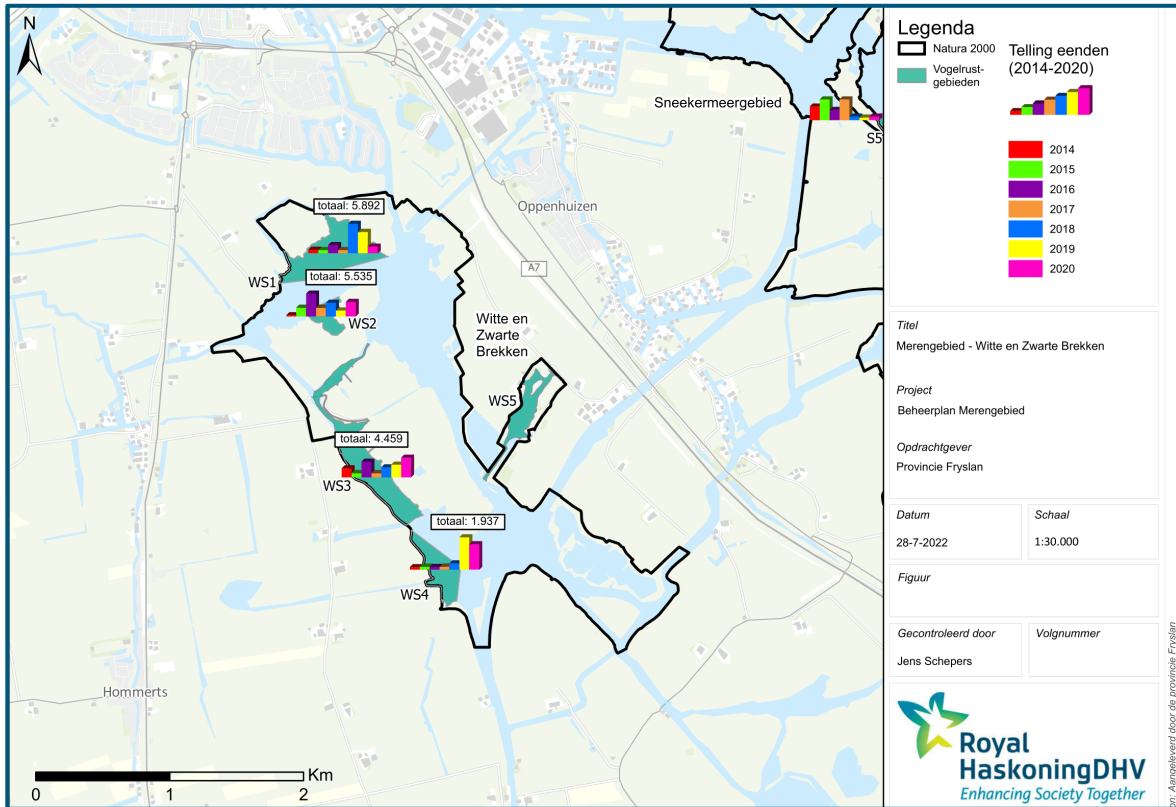 N
Sneekermeergebied
S5
Oppenhuizen
totaal: 5.892
WS1
totaal: 5.535
WS2
A7
Witte en
Zwarte
Brekken
WS5
totaal: 4.459
WS3
totaal: 1.937
WS4
Hommerts
Km
0
1
2
Legenda
Natura 2000
Vogelrust-
gebieden
Telling eenden
(2014-2020)
2014
2015
2016
2017
2018
2019
2020
Titel
Merengebied - Witte en Zwarte Brekken
Project
Beheerplan Merengebied
Opdrachtgever
Provincie Fryslan
Datum
28-7-2022
Schaal
1:30.000
Figuur
Gecontroleerd door
Jens Schepers
Volgnummer
Royal
HaskoningDHV
Enhancing Society Together
Aangeleverd door de provincie Fryslan